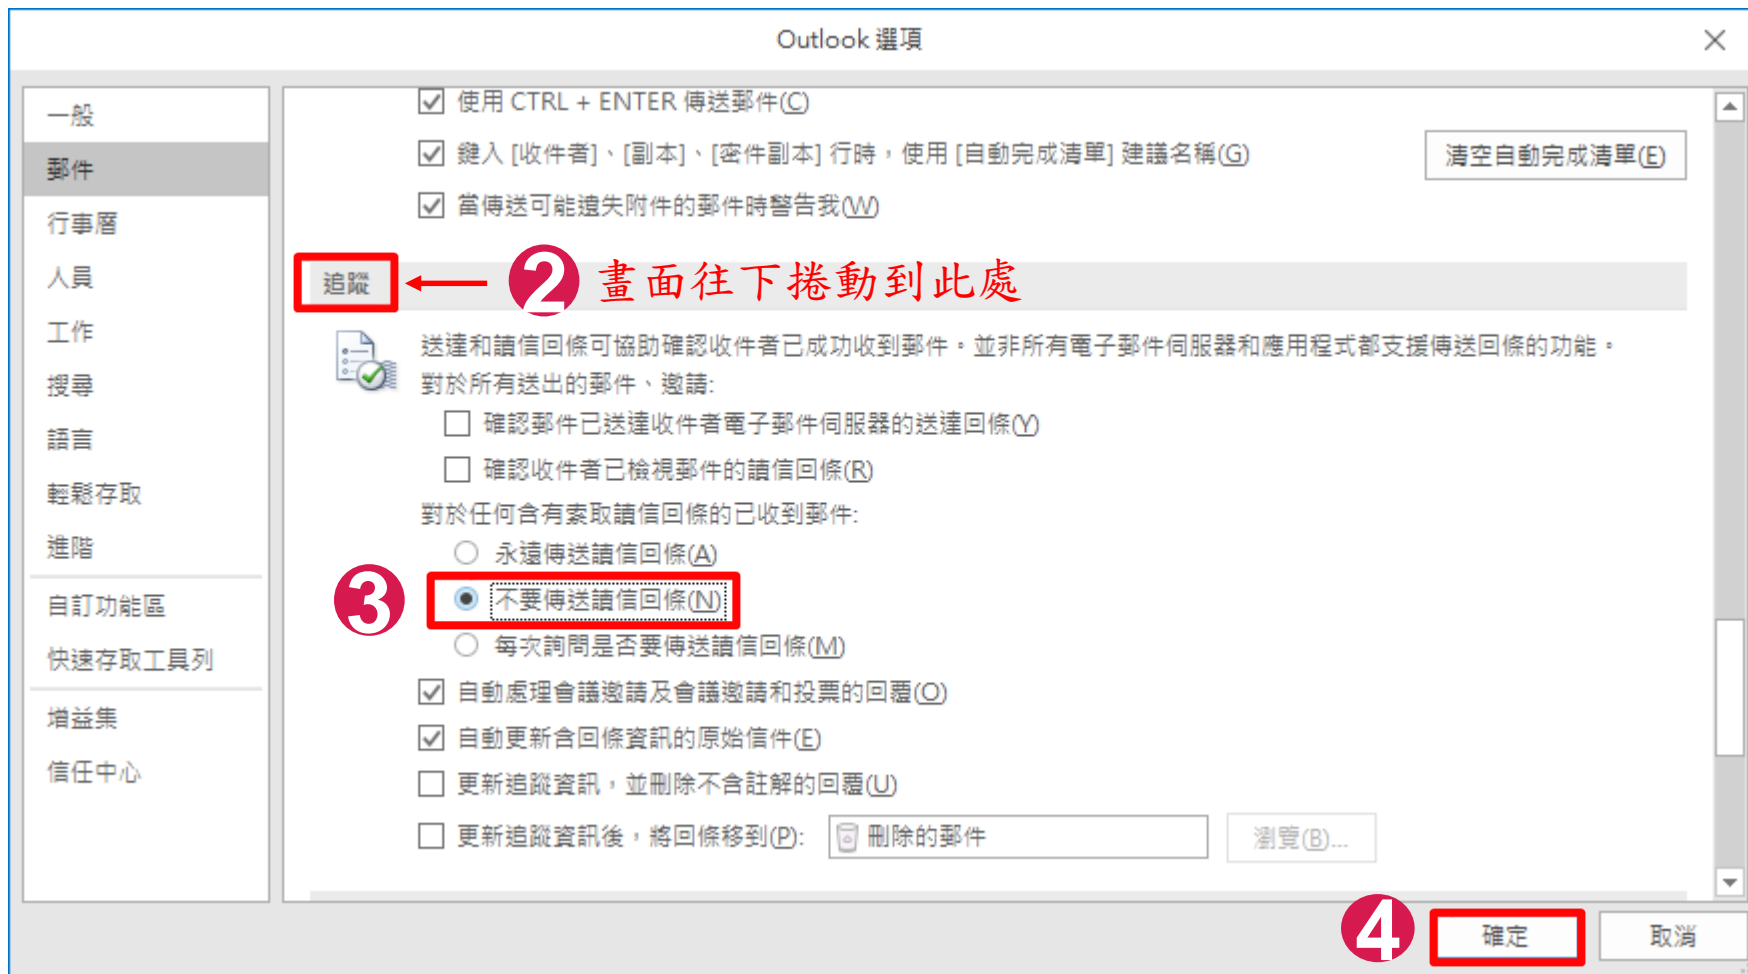 Outlook 選項
一般
郵件
行事曆
人員
工作
搜尋
語言
輕鬆存取
進階
自訂功能區
快速存取工具列
增益集
信任中心
使用 CTRL + ENTER 傳送郵件(C)
鍵入 [收件者]、[副本]、[密件副本] 行時，使用 [自動完成清單] 建議名稱(G)
清空自動完成清單(E)
當傳送可能遺失附件的郵件時警告我(W)
追蹤
2 畫面往下捲動到此處
送達和讀信回條可協助確認收件者已成功收到郵件。並非所有電子郵件伺服器和應用程式都支援傳送回條的功能。
對於所有送出的郵件、邀請:
確認郵件已送達收件者電子郵件伺服器的送達回條(Y)
確認收件者已檢視郵件的讀信回條(R)
對於任何含有索取讀信回條的已收到郵件:
永遠傳送讀信回條(A)
3 不要傳送讀信回條(N)
每次詢問是否要傳送讀信回條(M)
自動處理會議邀請及會議邀請和投票的回覆(O)
自動更新含回條資訊的原始信件(E)
更新追蹤資訊，並刪除不含註解的回覆(U)
更新追蹤資訊後，將回條移到(P): 刪除的郵件 瀏覽(B)...
4 確定 取消